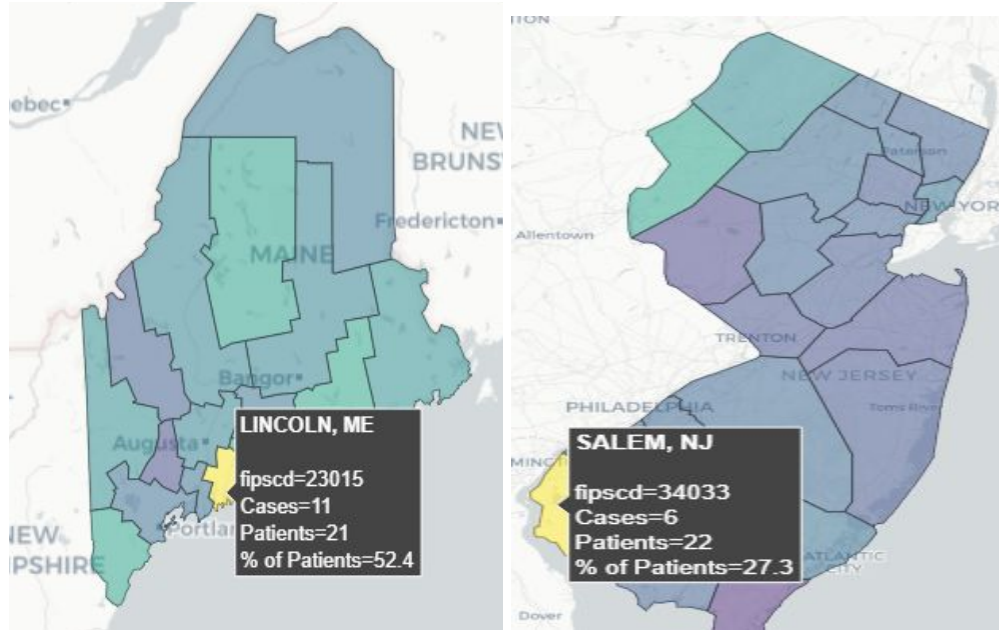 ebec
NEW
BRUNS
Fredericton
MAINE
Bangor
LINCOLN, ME
Augusta
fipscd=23015
Cases=11
Patients=21
% of Patients=52.4
Portlan
NEW
PSHIRE
TON
Paterson
NEW YOR
Allentown
TRENTON
NEW JERSEY
PHILADELPHIA
Toms River
SALEM, NJ
MING
fipscd=34033
Cases=6
Patients=22
% of Patients=27.3
ATLANTIC
CITY
Dover